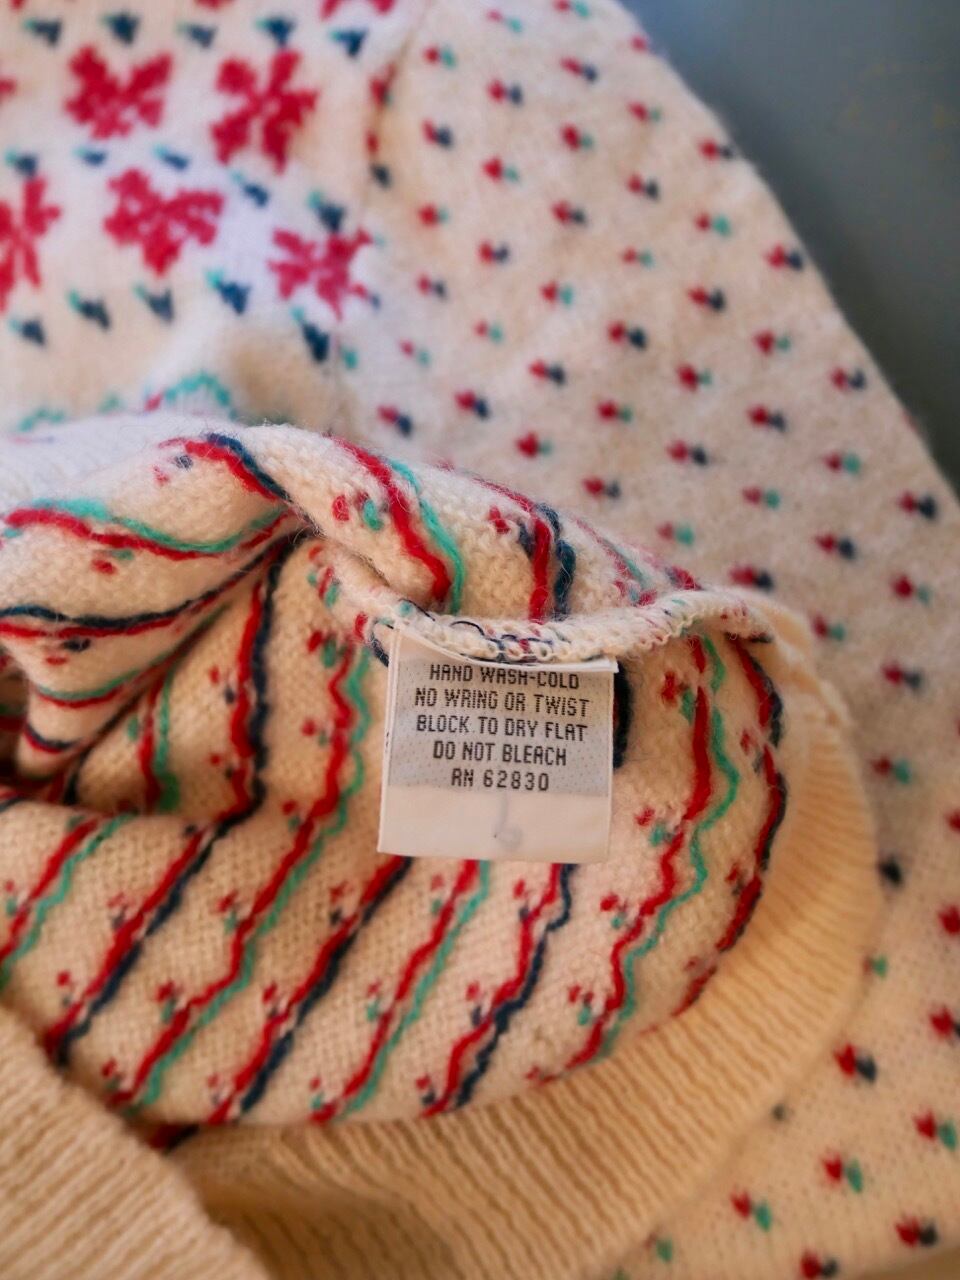 HAND WASH-COLD
NO WRING OR TWIST
BLOCK TO DRY FLAT
DO NOT BLEACH
RN 62830